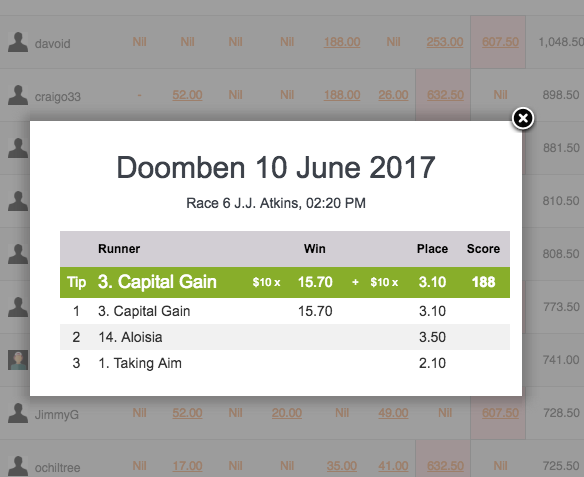 davoid Nil Nil Nil Nil 188.00 Nil 253.00 607.50 1,048.50
craigo33 - 52.00 Nil Nil 188.00 26.00 632.50 Nil 898.50
881.50
Doomben 10 June 2017
810.50
Race 6 J.J. Atkins, 02:20 PM
Runner Win Place Score
808.50
Tip 3. Capital Gain $10 x 15.70 + $10 x 3.10 188
1 3. Capital Gain 15.70 3.10
773.50
2 14. Aloisia 3.50
3 1. Taking Aim 2.10
741.00
JimmyG Nil 52.00 Nil 20.00 Nil 49.00 Nil 607.50 728.50
ochiltree Nil 17.00 Nil Nil 35.00 41.00 632.50 Nil 725.50